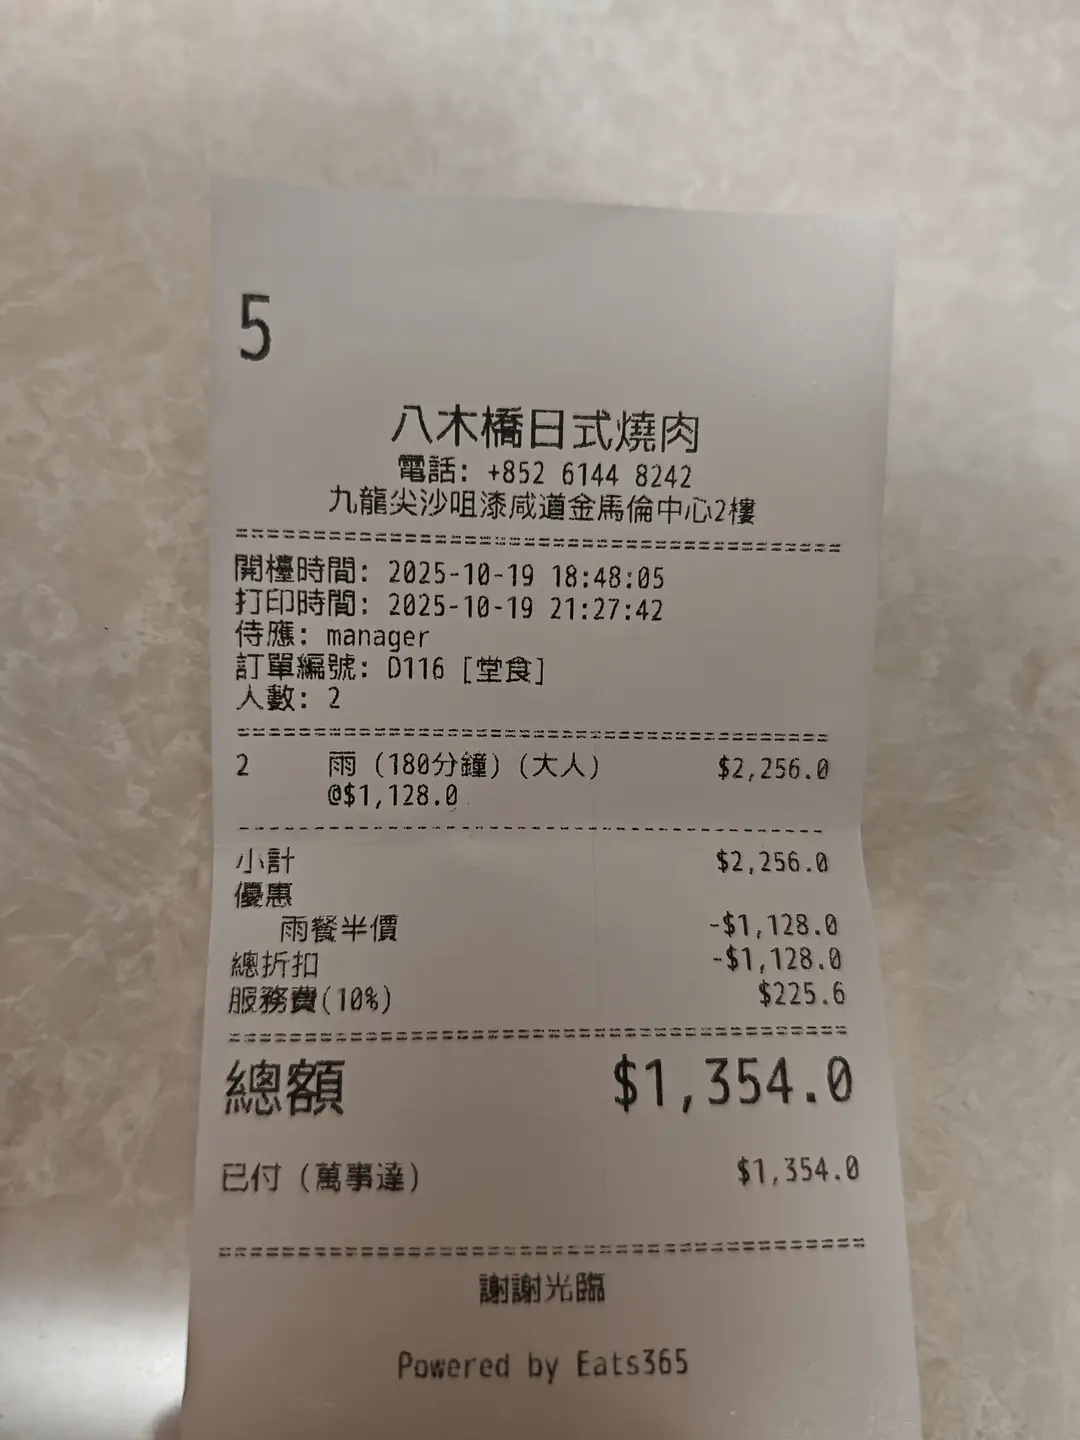 5
八木橋日式燒肉
電話: +852 6144 8242
九龍尖沙咀漆咸道金馬倫中心2樓
開檯時間: 2025-10-19 18:48:05
打印時間: 2025-10-19 21:27:42
侍應: manager
訂單編號: D116 [堂食]
人數: 2
2 雨 (180分鐘) (大人) $2,256.0
@$1,128.0
小計 $2,256.0
優惠
雨餐半價 -$1,128.0
總折扣 -$1,128.0
服務費(10%) $225.6
總額 $1,354.0
已付 (萬事達) $1,354.0
謝謝光臨
Powered by Eats365